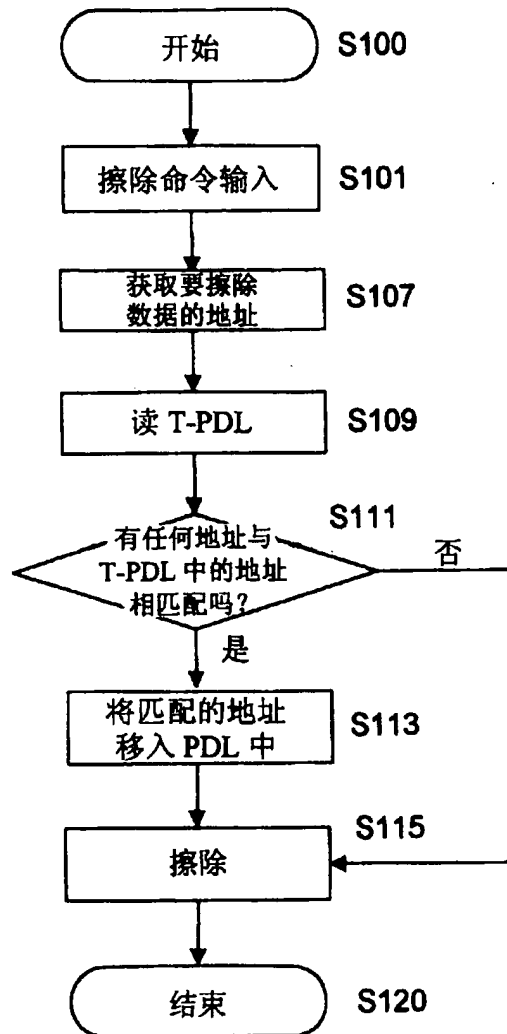 开始
S100
擦除命令输入
S101
获取要擦除
数据的地址
S107
读 T-PDL
S109
S111
有任何地址与
T-PDL 中的地址
相匹配吗?
否
是
将匹配的地址
移入 PDL 中
S113
S115
擦除
结束
S120